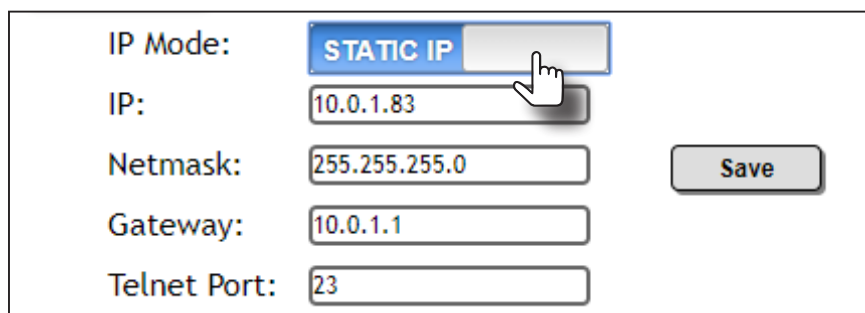 IP Mode: STATIC IP
IP: 10.0.1.83
Netmask: 255.255.255.0 Save
Gateway: 10.0.1.1
Telnet Port: 23